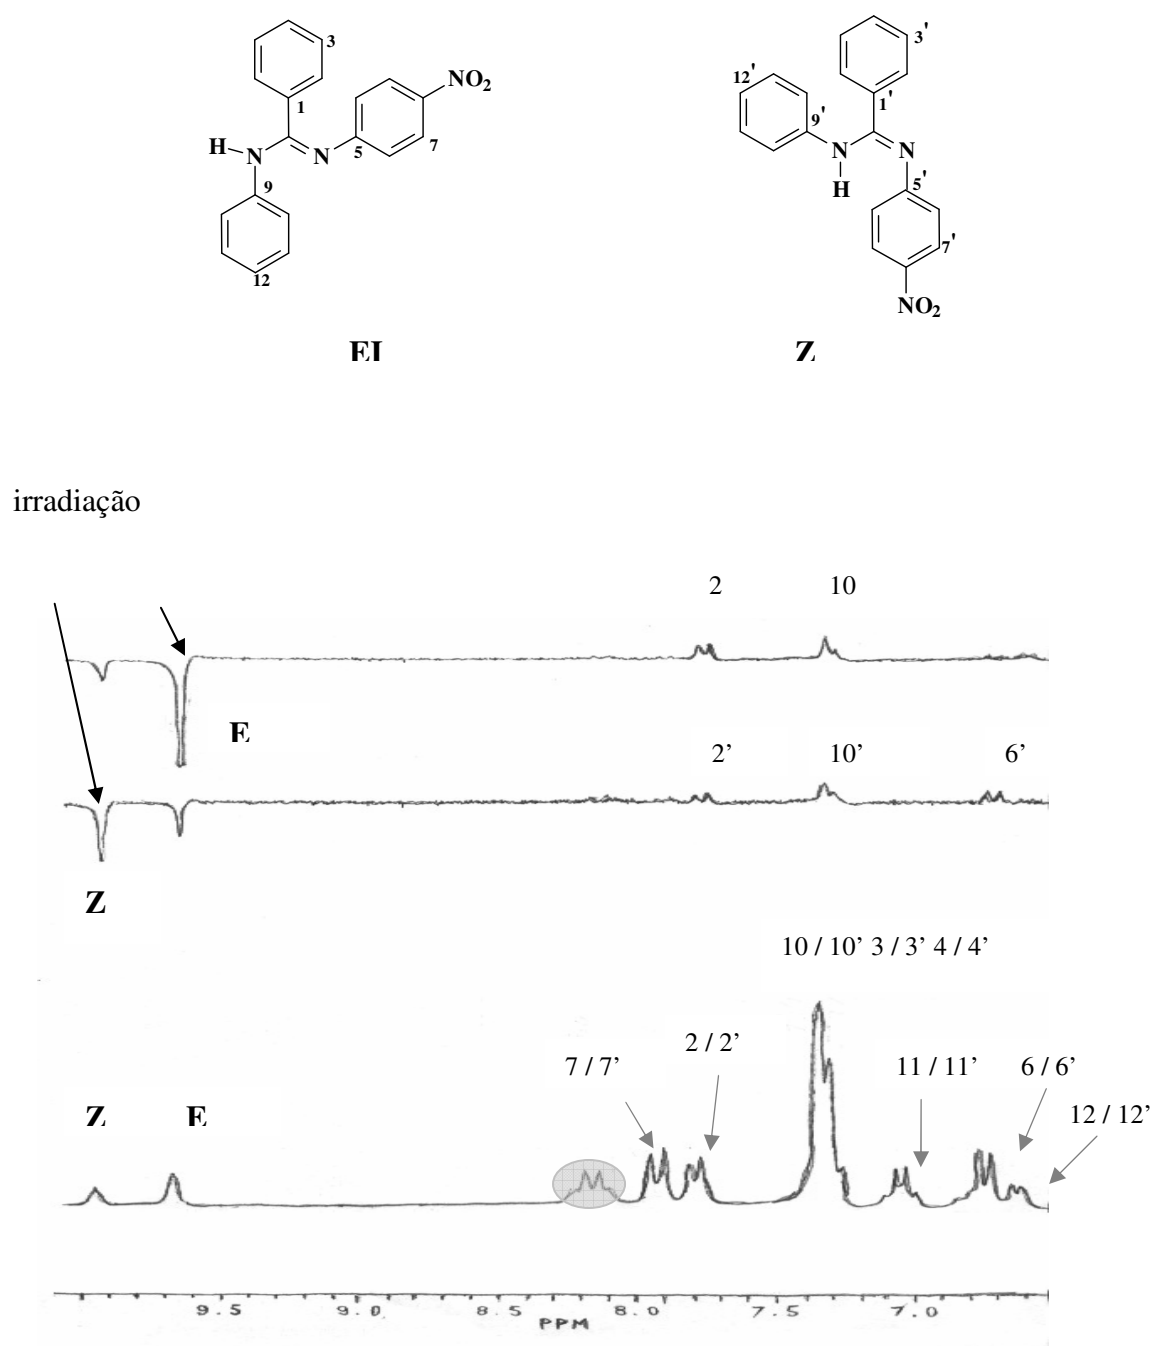 3
NO2
1
H
N
N
5
7
9
12
3'
12'
9'
1'
N
N
H
5'
7'
NO2
EI
Z
irradiação
2
10
E
2’
10’
6’
Z
10 / 10’ 3 / 3’ 4 / 4’
7 / 7’
2 / 2’
11 / 11’
6 / 6’
12 / 12’
Z
E
9.5
9.0
8.5
8.0
7.5
7.0
PPM